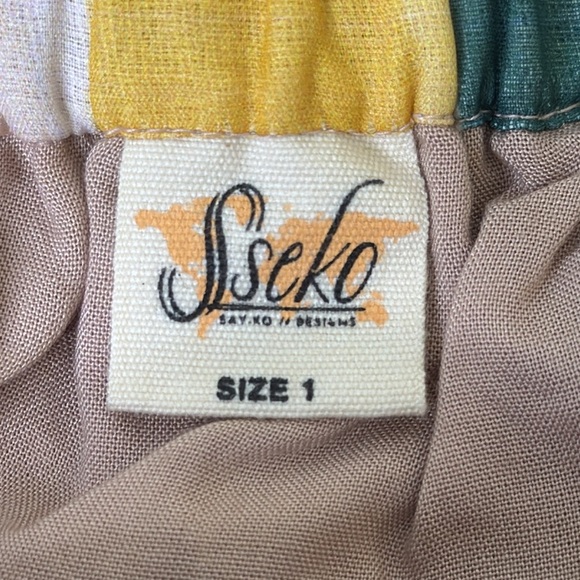 Sseko
SAY-KO // DESIGNS
SIZE 1